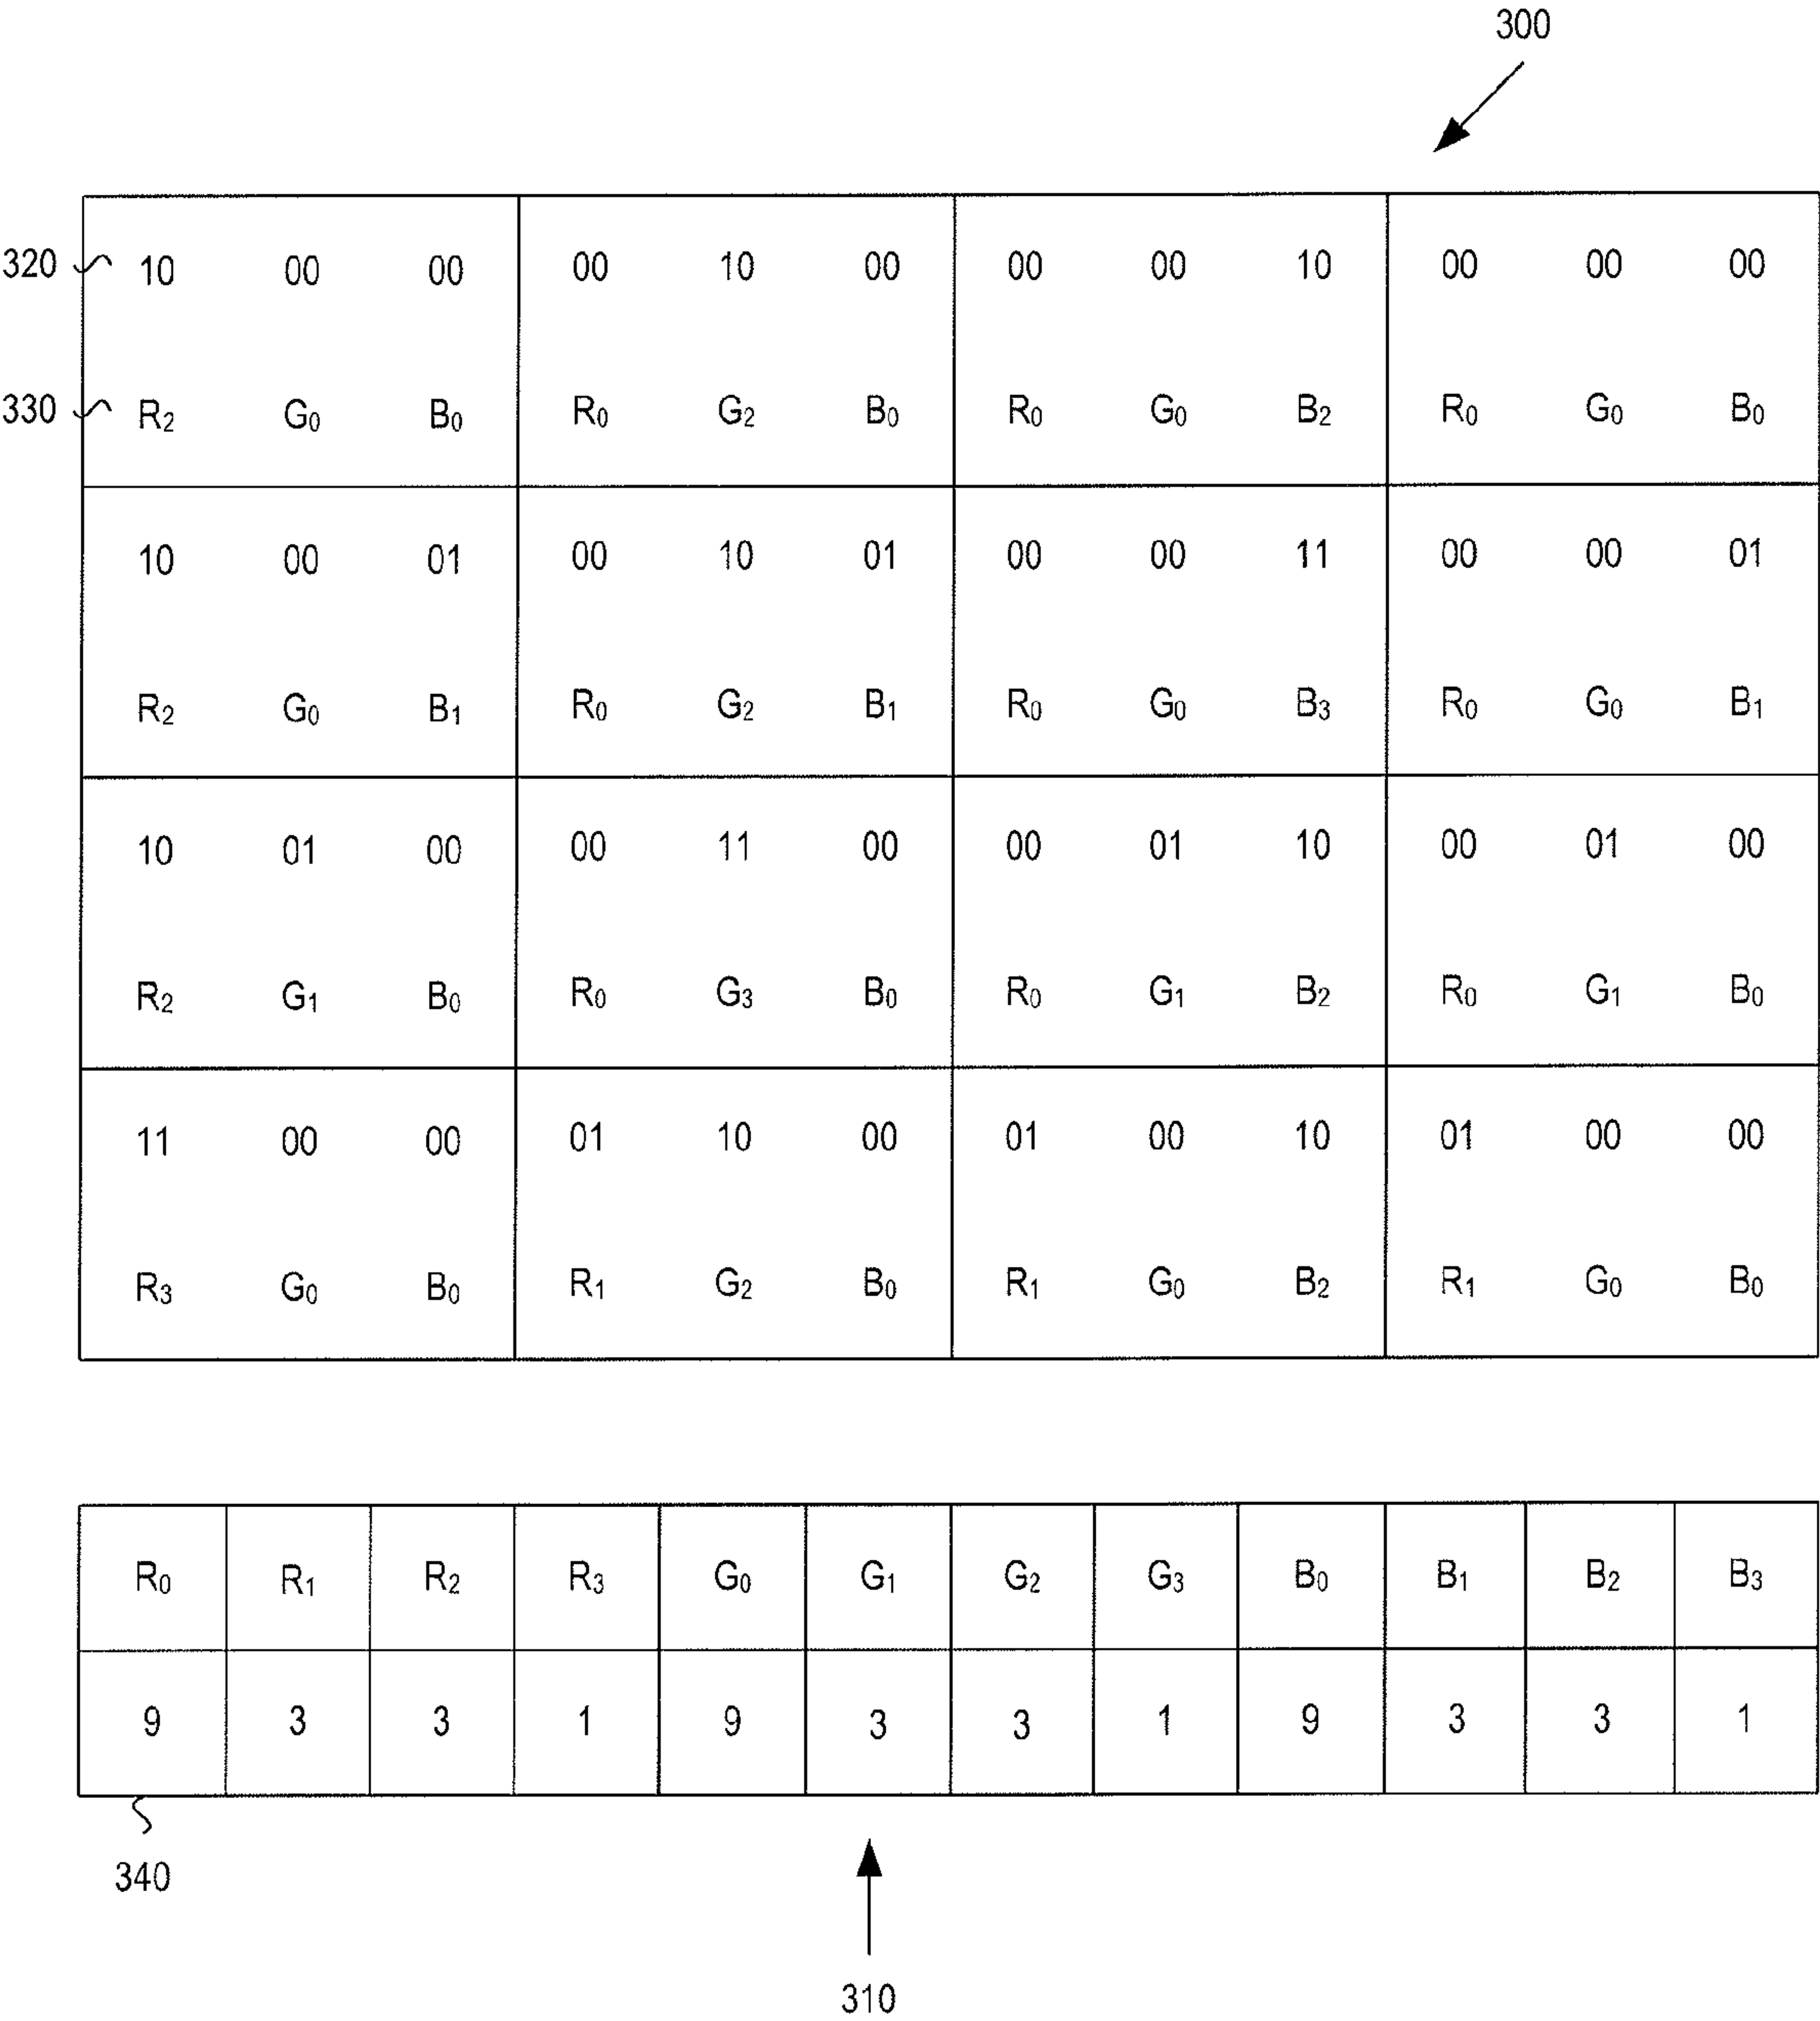 300
320 10 00 00 00 10 00 00 00 10 00 00 00
330 R₂ G₀ B₀ R₀ G₂ B₀ R₀ G₀ B₂ R₀ G₀ B₀
10 00 01 00 10 01 00 00 11 00 00 01
R₂ G₀ B₁ R₀ G₂ B₁ R₀ G₀ B₃ R₀ G₀ B₁
10 01 00 00 11 00 00 01 10 00 01 00
R₂ G₁ B₀ R₀ G₃ B₀ R₀ G₁ B₂ R₀ G₁ B₀
11 00 00 01 10 00 01 00 10 01 00 00
R₃ G₀ B₀ R₁ G₂ B₀ R₁ G₀ B₂ R₁ G₀ B₀
R₀ R₁ R₂ R₃ G₀ G₁ G₂ G₃ B₀ B₁ B₂ B₃
9 3 3 1 9 3 3 1 9 3 3 1
340
310